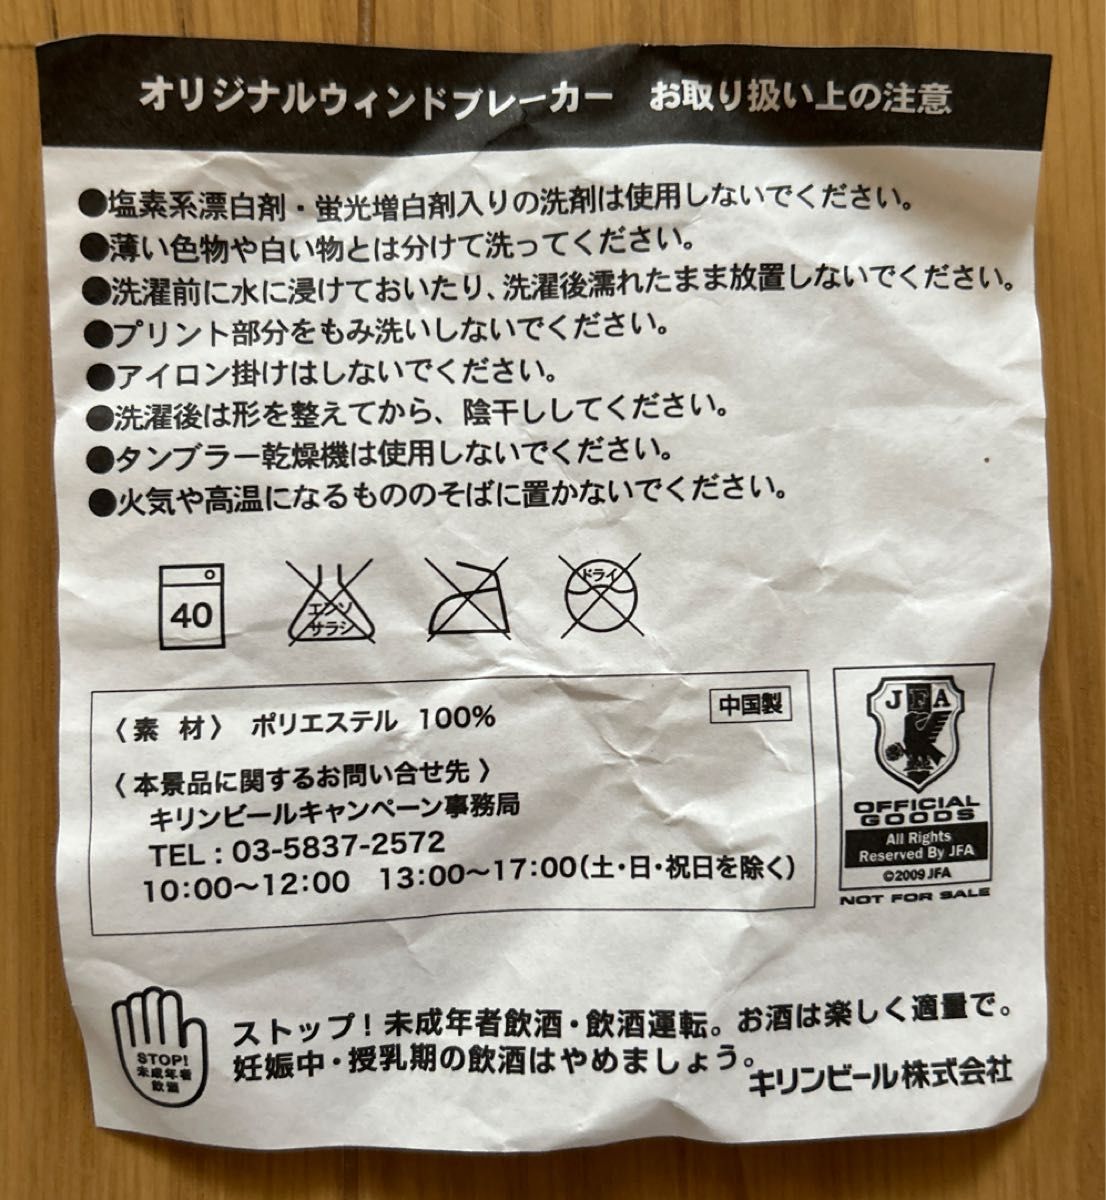 オリジナルウィンドブレーカー　お取り扱い上の注意
●塩素系漂白剤・蛍光増白剤入りの洗剤は使用しないでください。
●薄い色物や白い物とは分けて洗ってください。
●洗濯前に水に浸けておいたり、洗濯後濡れたまま放置しないでください。
●プリント部分をもみ洗いしないでください。
●アイロン掛けはしないでください。
●洗濯後は形を整えてから、陰干ししてください。
●タンブラー乾燥機は使用しないでください。
●火気や高温になるもののそばに置かないでください。
40
エンソ
サラシ
ドライ
〈素　材〉　ポリエステル　100%
中国製
〈本景品に関するお問い合せ先〉
キリンビールキャンペーン事務局
TEL：03-5837-2572
10:00～12:00　13:00～17:00(土・日・祝日を除く)
JFA
OFFICIAL
GOODS
All Rights
Reserved By JFA
©2009 JFA
NOT FOR SALE
STOP!
未成年者
飲酒
ストップ！未成年者飲酒・飲酒運転。お酒は楽しく適量で。
妊娠中・授乳期の飲酒はやめましょう。
キリンビール株式会社